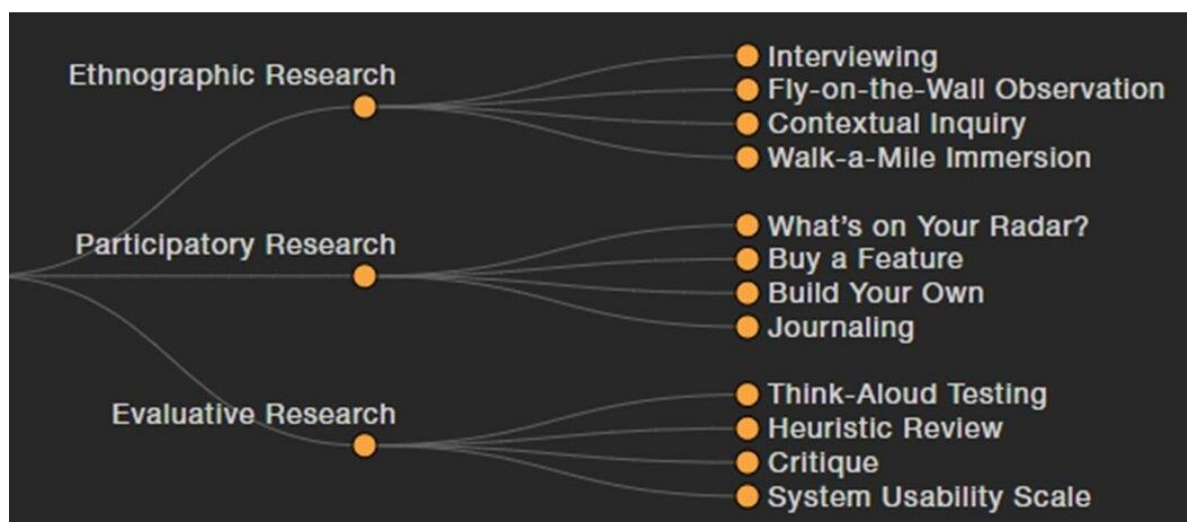 Ethnographic Research
Interviewing
Fly-on-the-Wall Observation
Contextual Inquiry
Walk-a-Mile Immersion
Participatory Research
What's on Your Radar?
Buy a Feature
Build Your Own
Journaling
Evaluative Research
Think-Aloud Testing
Heuristic Review
Critique
System Usability Scale